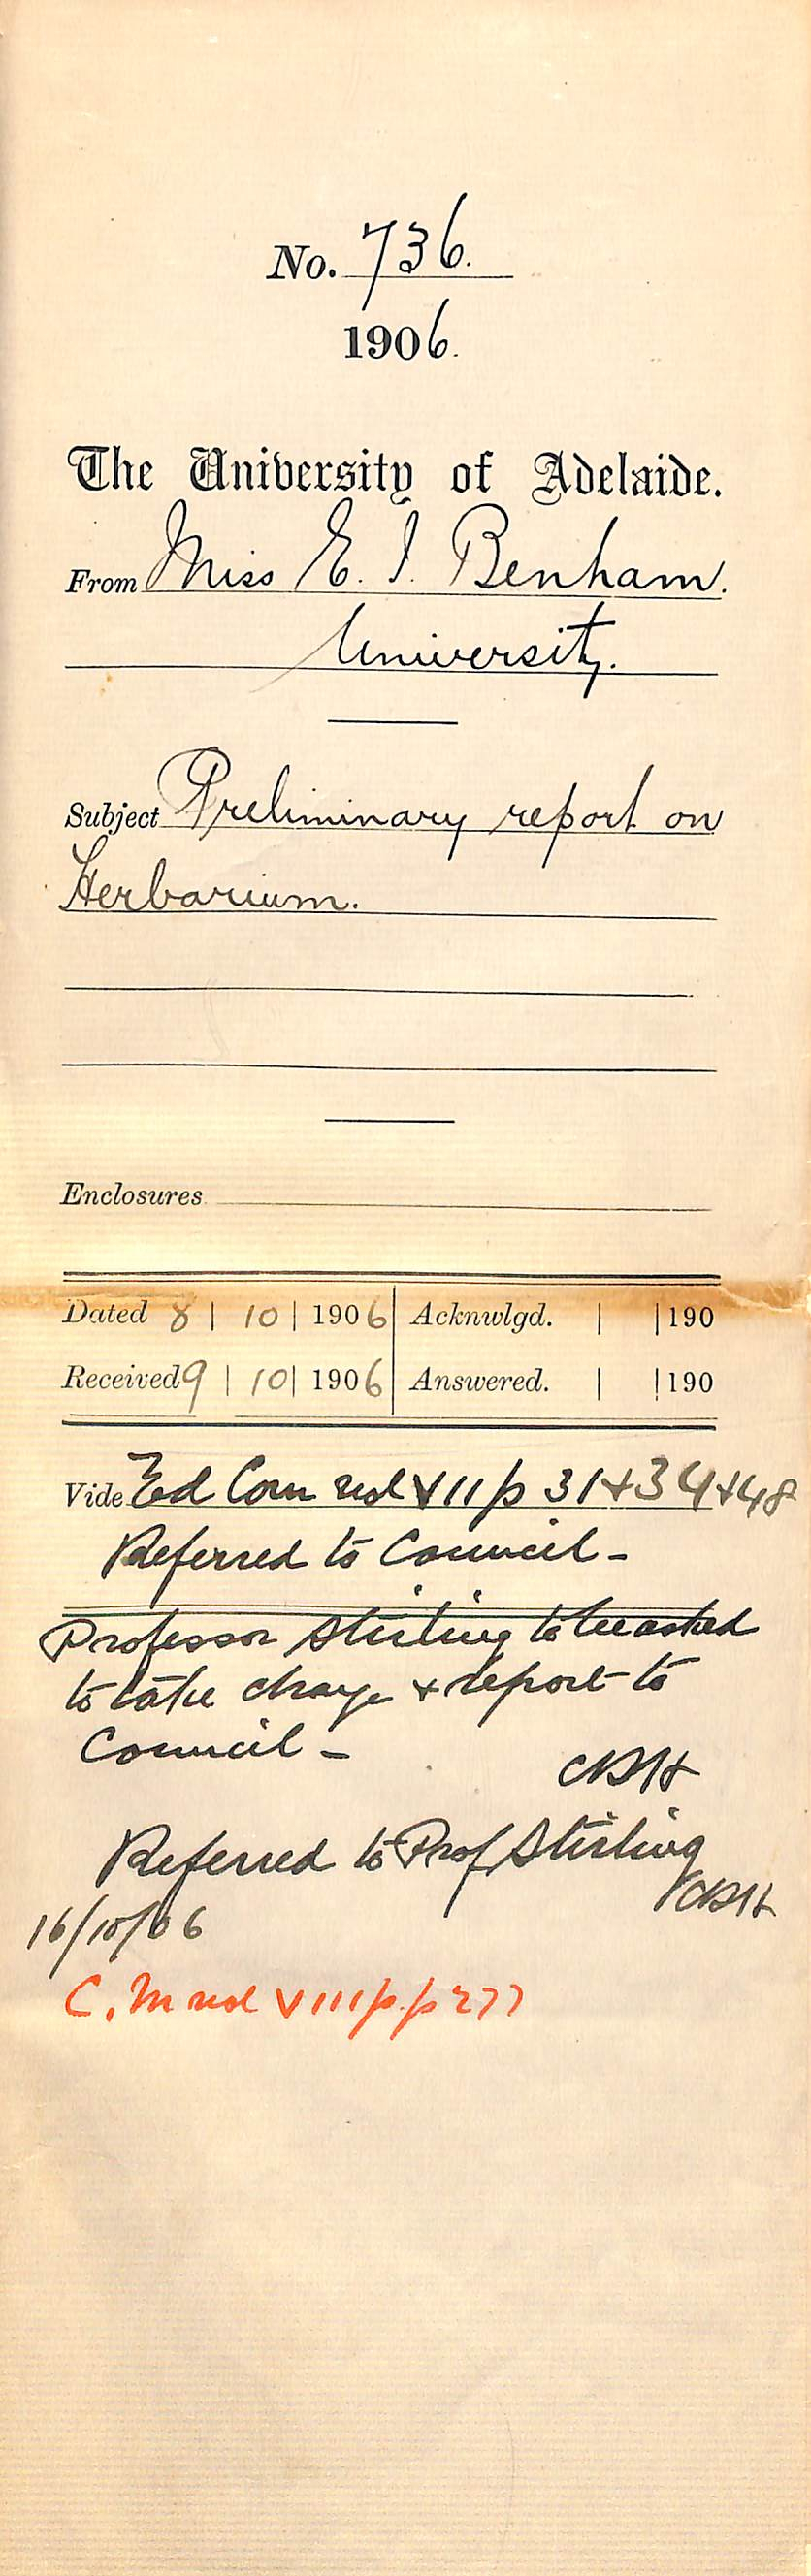 No. 736.
1906.
The University of Adelaide.
From Miss E. I. Benham.
University.
Subject Preliminary report on
Herbarium.
Enclosures
Dated 8 | 10 | 1906 Acknwlgd. | | 190
Received 9 | 10 | 1906 Answered. | | 190
Vide Ed Com vol VII p 31+34+48
Referred to Council -
Professor Stirling to be asked
to take charge + report to
Council -
CRH
Referred to Prof Stirling
CRH
16/10/06
C. M vol VIII p.p 277